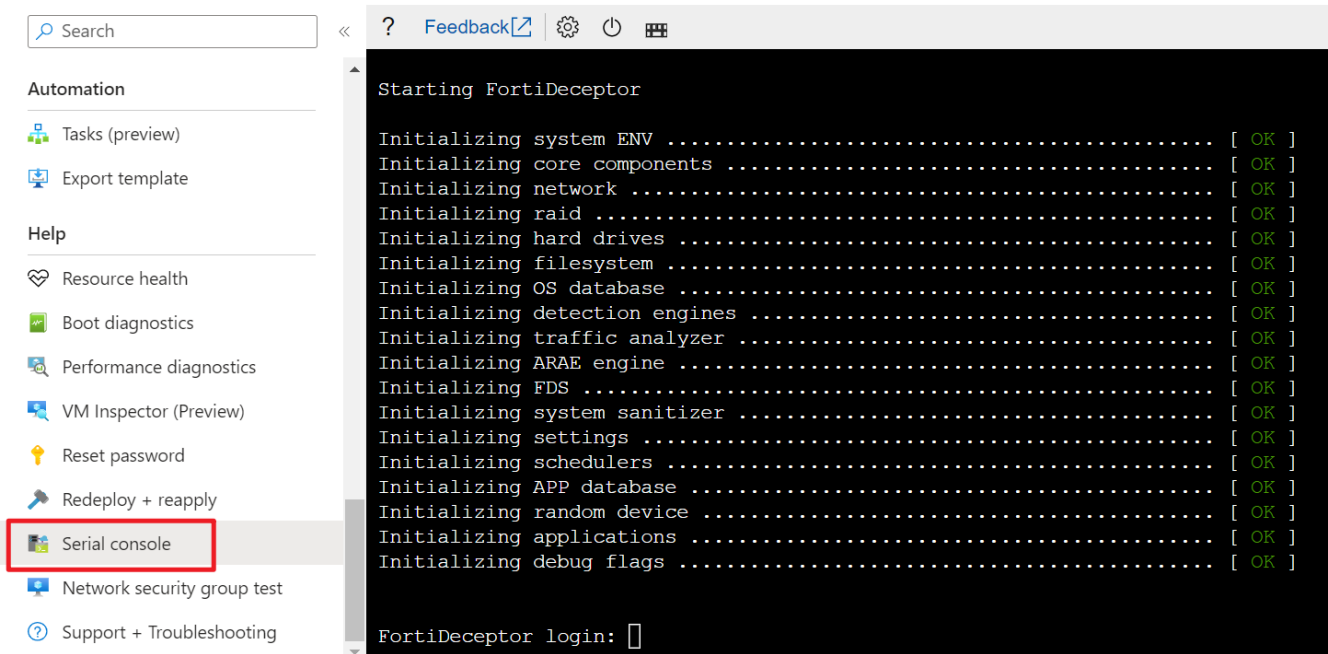 Search
«
Automation
Tasks (preview)
Export template
Help
Resource health
Boot diagnostics
Performance diagnostics
VM Inspector (Preview)
Reset password
Redeploy + reapply
Serial console
Network security group test
Support + Troubleshooting
? Feedback
Starting FortiDeceptor
Initializing system ENV .............................................. [ OK ]
Initializing core components ......................................... [ OK ]
Initializing network ................................................. [ OK ]
Initializing raid .................................................... [ OK ]
Initializing hard drives ............................................. [ OK ]
Initializing filesystem .............................................. [ OK ]
Initializing OS database ............................................. [ OK ]
Initializing detection engines ....................................... [ OK ]
Initializing traffic analyzer ........................................ [ OK ]
Initializing ARAE engine ............................................. [ OK ]
Initializing FDS ..................................................... [ OK ]
Initializing system sanitizer ........................................ [ OK ]
Initializing settings ................................................ [ OK ]
Initializing schedulers .............................................. [ OK ]
Initializing APP database ............................................ [ OK ]
Initializing random device ........................................... [ OK ]
Initializing applications ............................................ [ OK ]
Initializing debug flags ............................................. [ OK ]
FortiDeceptor login: